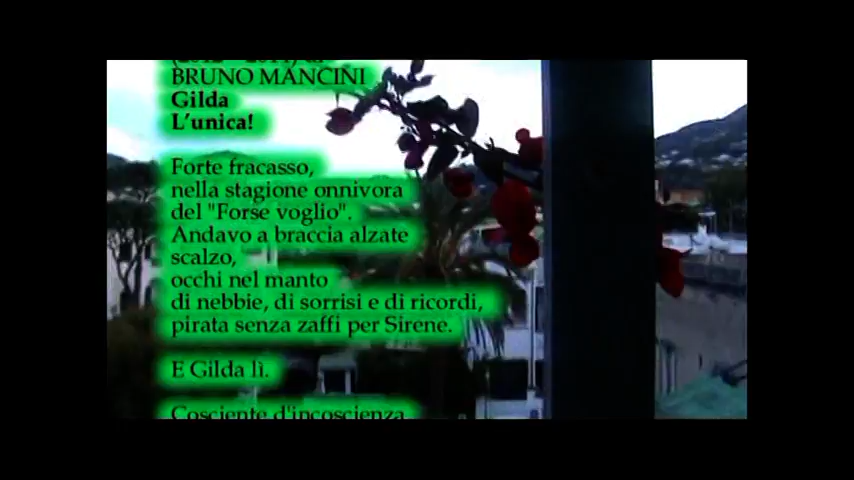 BRUNO MANCINI
Gilda
L'unica!
Forte fracasso,
nella stagione onnivora
del "Forse voglio".
Andavo a braccia alzate
scalzo,
occhi nel manto
di nebbie, di sorrisi e di ricordi,
pirata senza zaffi per Sirene.
E Gilda lì.
Cosciente d'incoscienza